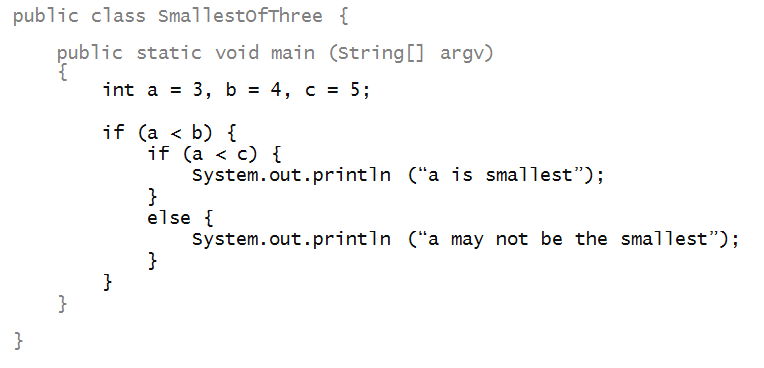 public class SmallestOfThree {
public static void main (String[] argv)
{
int a = 3, b = 4, c = 5;
if (a < b) {
if (a < c) {
System.out.println (“a is smallest”);
}
else {
System.out.println (“a may not be the smallest”);
}
}
}
}